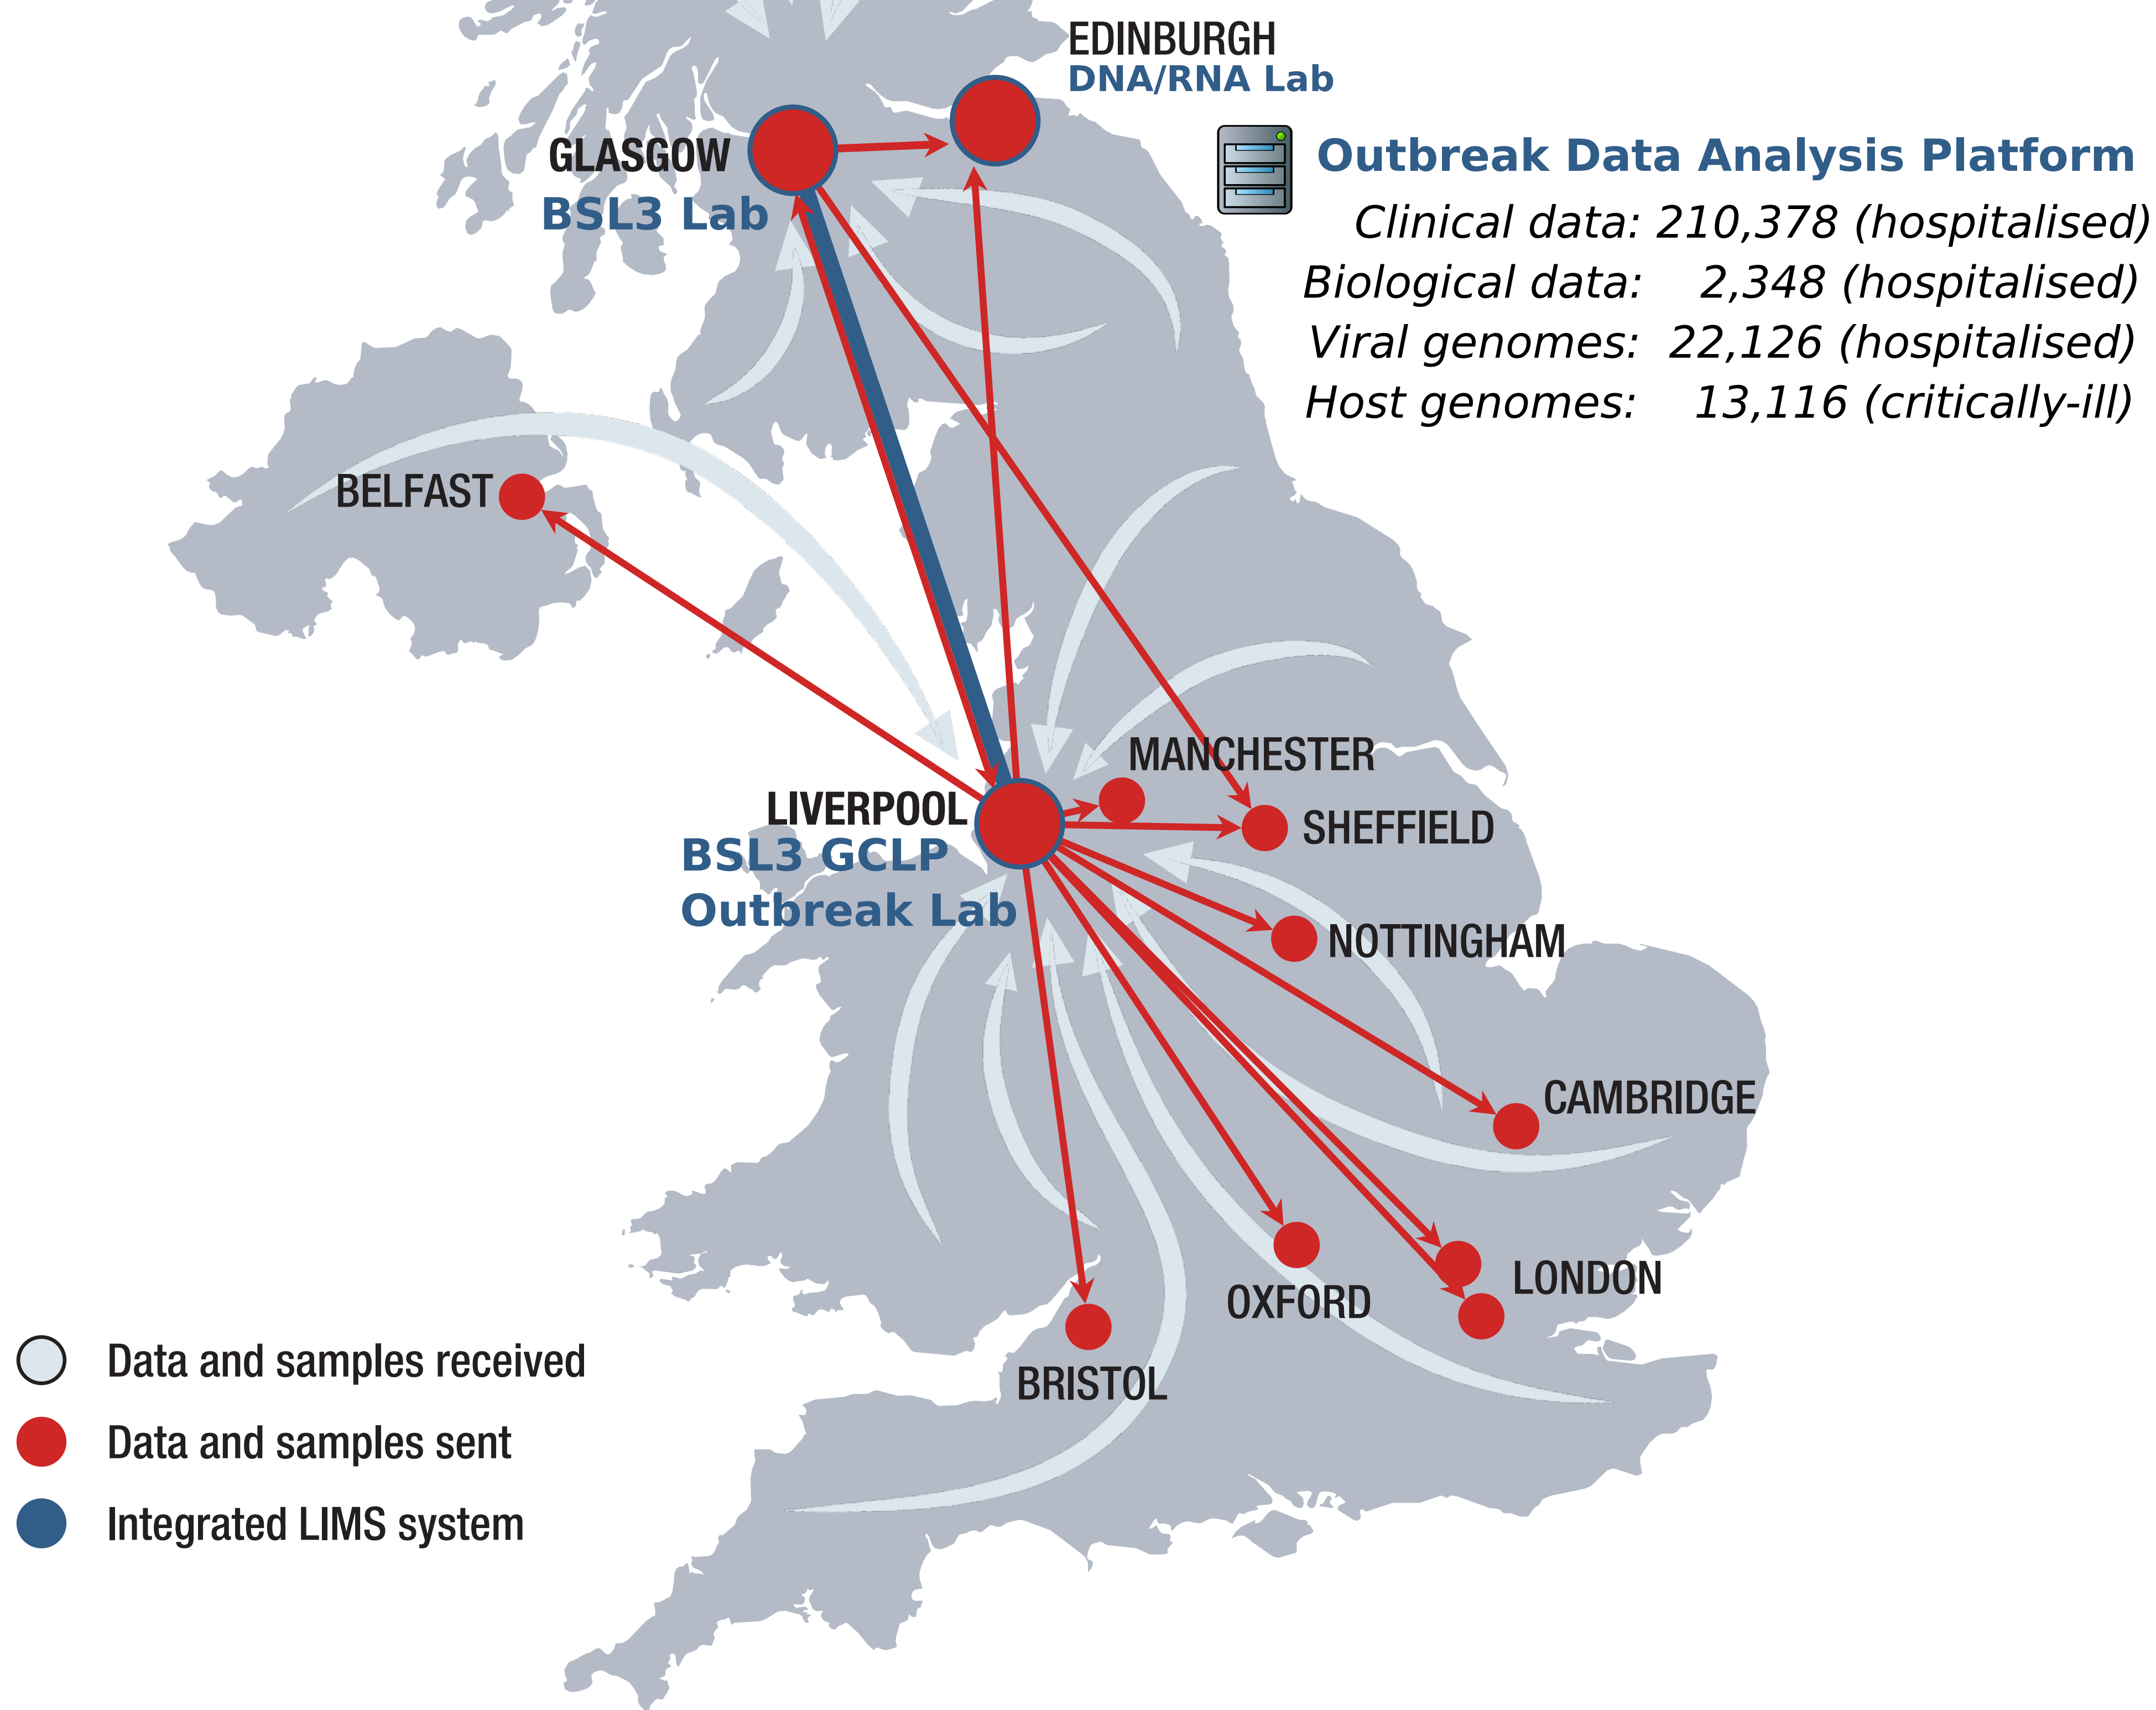 EDINBURGH
DNA/RNA Lab
GLASGOW
BSL3 Lab
Outbreak Data Analysis Platform
Clinical data: 210,378 (hospitalised)
Biological data: 2,348 (hospitalised)
Viral genomes: 22,126 (hospitalised)
Host genomes: 13,116 (critically-ill)
BELFAST
MANCHESTER
LIVERPOOL
BSL3 GCLP
Outbreak Lab
SHEFFIELD
NOTTINGHAM
CAMBRIDGE
LONDON
OXFORD
BRISTOL
Data and samples received
Data and samples sent
Integrated LIMS system